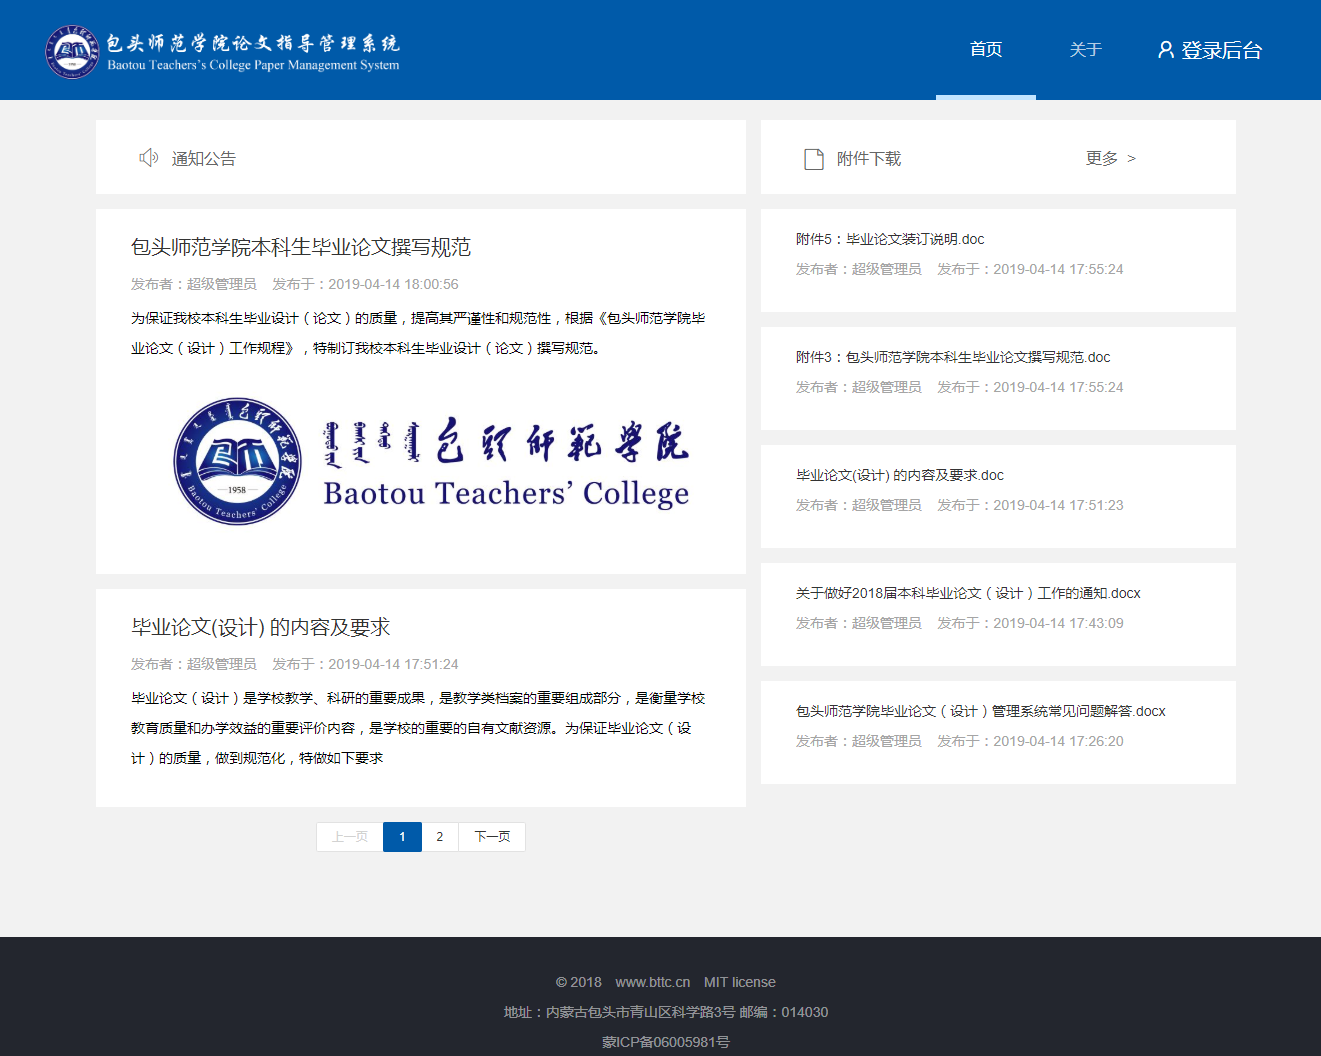 包头师范学院论文指导管理系统
Baotou Teachers's College Paper Management System
首页
关于
登录后台
通知公告
包头师范学院本科生毕业论文撰写规范
发布者：超级管理员 发布于：2019-04-14 18:00:56
为保证我校本科生毕业设计（论文）的质量，提高其严谨性和规范性，根据《包头师范学院毕
业论文（设计）工作规程》，特制订我校本科生毕业设计（论文）撰写规范。
包头师范学院
1958
Baotou Teachers' College
包头师范学院
Baotou Teachers' College
毕业论文(设计) 的内容及要求
发布者：超级管理员 发布于：2019-04-14 17:51:24
毕业论文（设计）是学校教学、科研的重要成果，是教学类档案的重要组成部分，是衡量学校
教育质量和办学效益的重要评价内容，是学校的重要的自有文献资源。为保证毕业论文（设
计）的质量，做到规范化，特做如下要求
上一页 1 2 下一页
附件下载
更多 >
附件5：毕业论文装订说明.doc
发布者：超级管理员 发布于：2019-04-14 17:55:24
附件3：包头师范学院本科生毕业论文撰写规范.doc
发布者：超级管理员 发布于：2019-04-14 17:55:24
毕业论文(设计) 的内容及要求.doc
发布者：超级管理员 发布于：2019-04-14 17:51:23
关于做好2018届本科毕业论文（设计）工作的通知.docx
发布者：超级管理员 发布于：2019-04-14 17:43:09
包头师范学院毕业论文（设计）管理系统常见问题解答.docx
发布者：超级管理员 发布于：2019-04-14 17:26:20
© 2018 www.bttc.cn MIT license
地址：内蒙古包头市青山区科学路3号 邮编：014030
蒙ICP备06005981号